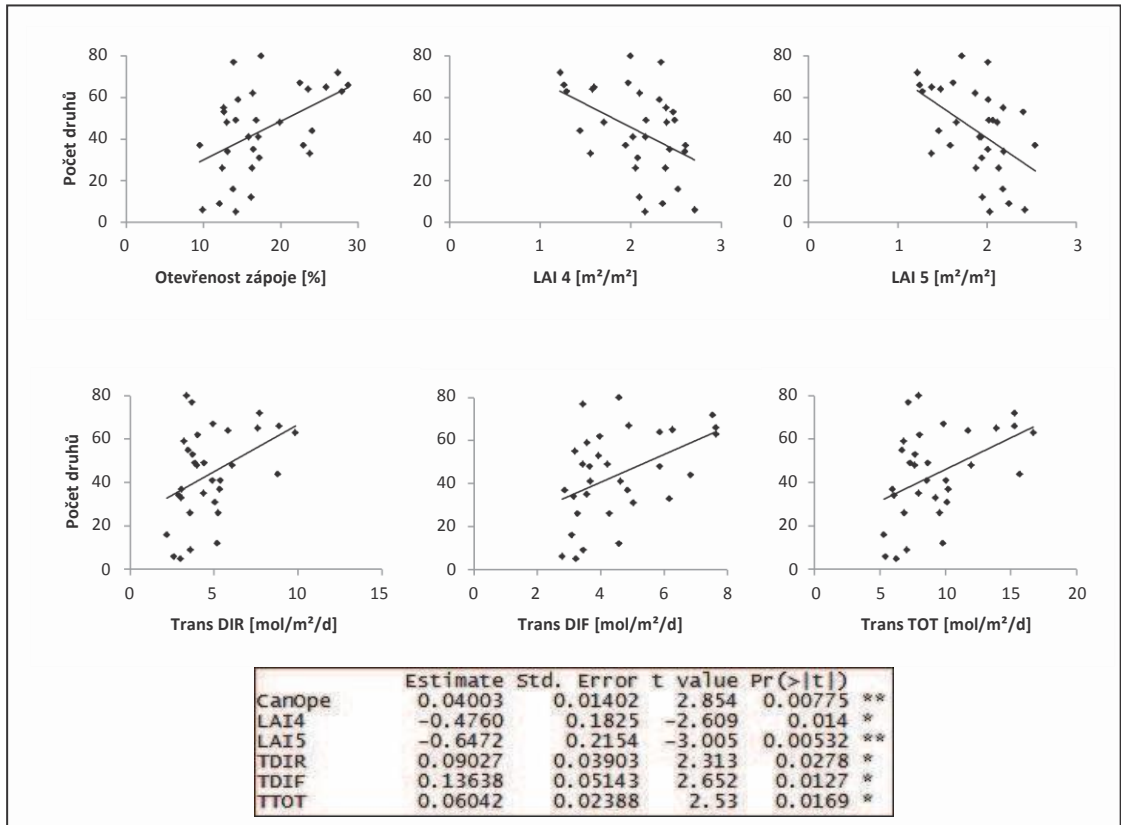 80
60
40
20
0
Počet druhů
0 10 20 30
Otevřenost zápoje [%]
80
60
40
20
0
0 1 2 3
LAI 4 [m²/m²]
80
60
40
20
0
0 1 2 3
LAI 5 [m²/m²]
80
60
40
20
0
Počet druhů
0 5 10 15
Trans DIR [mol/m²/d]
80
60
40
20
0
0 2 4 6 8
Trans DIF [mol/m²/d]
80
60
40
20
0
0 5 10 15 20
Trans TOT [mol/m²/d]
Estimate Std. Error t value Pr(>|t|)
CanOpe 0.04003 0.01402 2.854 0.00775 **
LAI4 -0.4760 0.1825 -2.609 0.014 *
LAI5 -0.6472 0.2154 -3.005 0.00532 **
TDIR 0.09027 0.03903 2.313 0.0278 *
TDIF 0.13638 0.05143 2.652 0.0127 *
TTOT 0.06042 0.02388 2.53 0.0169 *